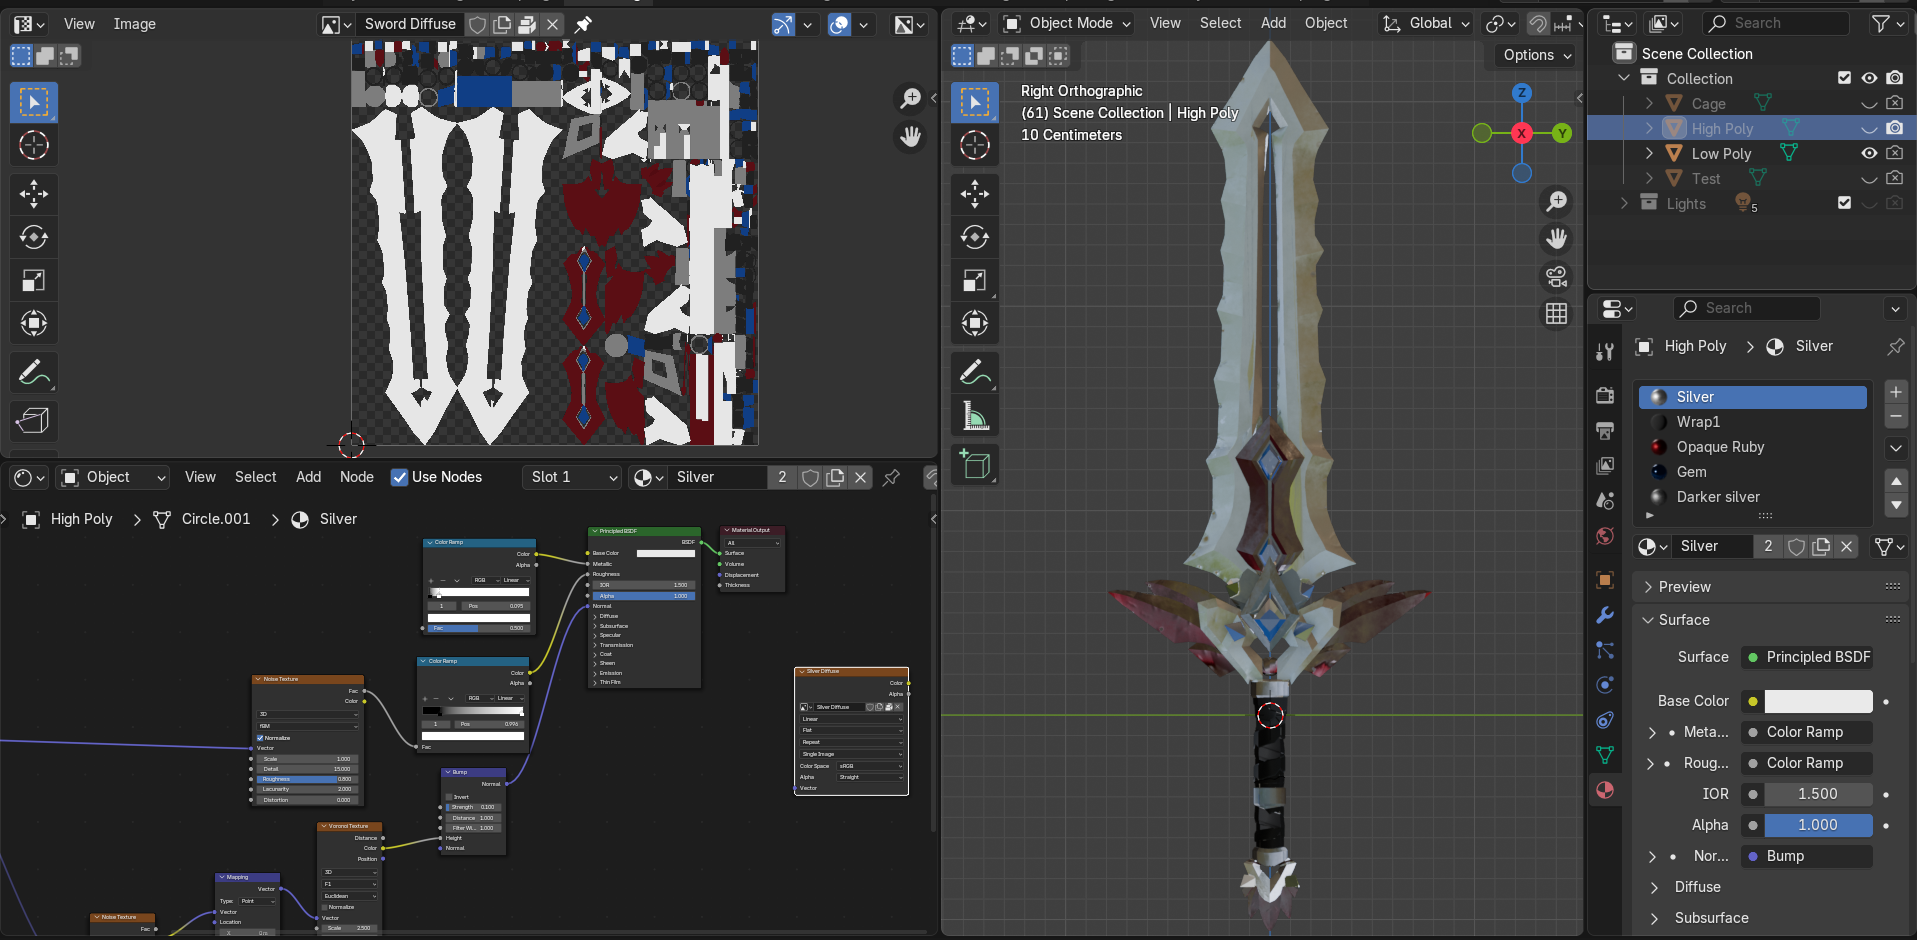 View Image Sword Diffuse
Object View Select Add Node Use Nodes Slot 1 Silver 2
High Poly > Circle.001 > Silver
Color Ramp
Color
Alpha
RGB Linear
1 Pos 0.095
Fac 0.500
Principled BSDF
BSDF
Base Color
Metallic
Roughness
IOR 1.500
Alpha 1.000
Normal
Diffuse
Subsurface
Specular
Transmission
Coat
Sheen
Emission
Thin Film
Material Output
All
Surface
Volume
Displacement
Thickness
Color Ramp
Color
Alpha
RGB Linear
1 Pos 0.996
Fac
Noise Texture
Fac
Color
3D
fBM
Normalize
Vector
Scale 1.000
Detail 15.000
Roughness 0.800
Lacunarity 2.000
Distortion 0.000
Silver Diffuse
Color
Alpha
Silver Diffuse
Linear
Flat
Repeat
Single Image
Color Space sRGB
Alpha Straight
Vector
Bump
Normal
Invert
Strength 0.100
Distance 1.000
Filter Wi... 1.000
Height
Normal
Voronoi Texture
Distance
Color
Position
3D
F1
Euclidean
Normalize
Vector
Scale 2.500
Mapping
Vector
Type: Point
Vector
Location
X 0 m
Noise Texture
Fac
Object Mode View Select Add Object Global
Options
Right Orthographic
(61) Scene Collection | High Poly
10 Centimeters
Z
X
Y
Search
Scene Collection
Collection
Cage
High Poly
Low Poly
Test
Lights 5
Search
High Poly > Silver
Silver
Wrap1
Opaque Ruby
Gem
Darker silver
Silver 2
Preview
Surface
Surface Principled BSDF
Base Color
Meta... Color Ramp
Roug... Color Ramp
IOR 1.500
Alpha 1.000
Nor... Bump
Diffuse
Subsurface